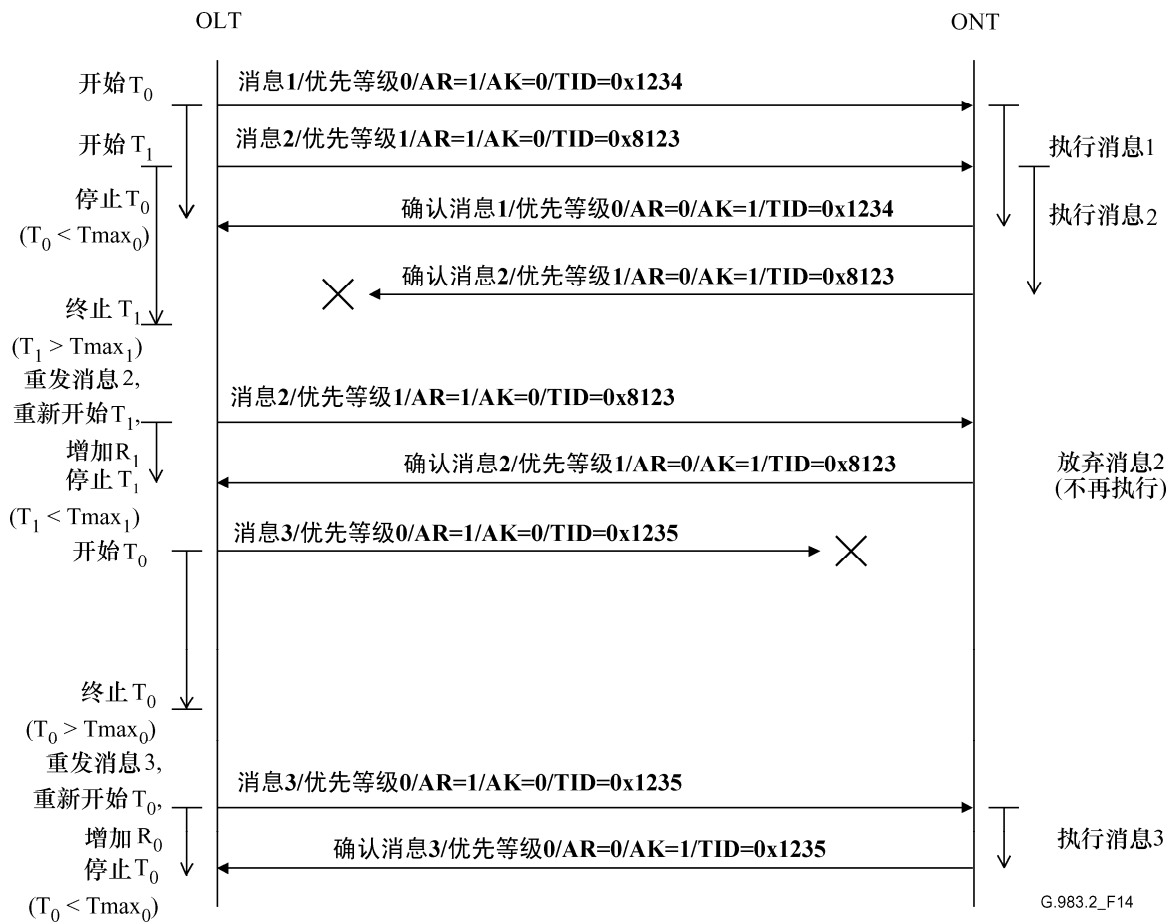 OLT
ONT
开始 T0
消息1/优先等级0/AR=1/AK=0/TID=0x1234
开始 T1
消息2/优先等级1/AR=1/AK=0/TID=0x8123
执行消息1
停止 T0
(T0 < Tmax0)
确认消息1/优先等级0/AR=0/AK=1/TID=0x1234
执行消息2
确认消息2/优先等级1/AR=0/AK=1/TID=0x8123
终止 T1
(T1 > Tmax1)
重发消息2,
重新开始T1,
消息2/优先等级1/AR=1/AK=0/TID=0x8123
增加R1
停止 T1
(T1 < Tmax1)
确认消息2/优先等级1/AR=0/AK=1/TID=0x8123
放弃消息2
(不再执行)
开始 T0
消息3/优先等级0/AR=1/AK=0/TID=0x1235
终止 T0
(T0 > Tmax0)
重发消息3,
重新开始T0,
消息3/优先等级0/AR=1/AK=0/TID=0x1235
增加 R0
停止 T0
(T0 < Tmax0)
确认消息3/优先等级0/AR=0/AK=1/TID=0x1235
执行消息3
G.983.2_F14